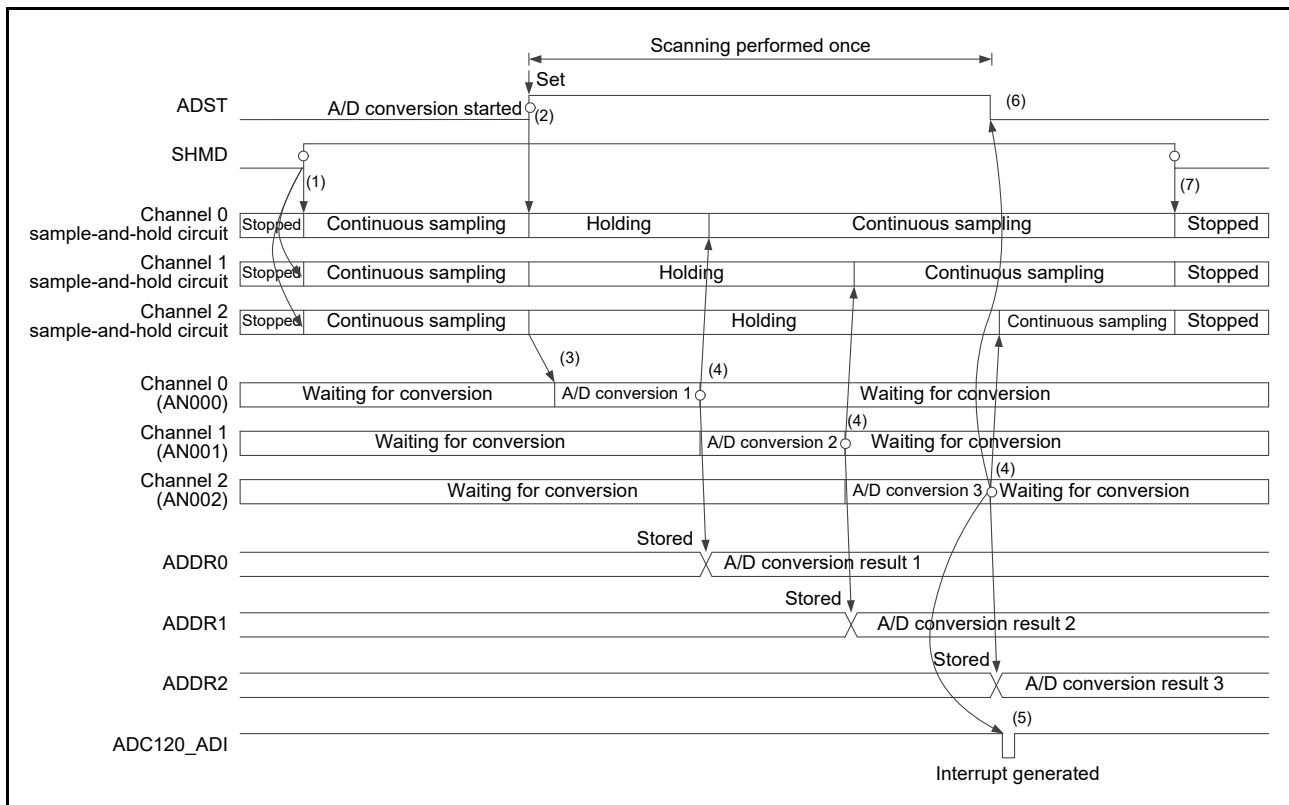 Scanning performed once
Set
ADST
A/D conversion started
(2)
(6)
SHMD
(1)
(7)
Channel 0
sample-and-hold circuit
Stopped
Continuous sampling
Holding
Continuous sampling
Stopped
Channel 1
sample-and-hold circuit
Stopped
Continuous sampling
Holding
Continuous sampling
Stopped
Channel 2
sample-and-hold circuit
Stopped
Continuous sampling
Holding
Continuous sampling
Stopped
(3)
(4)
Channel 0
(AN000)
Waiting for conversion
A/D conversion 1
Waiting for conversion
(4)
Channel 1
(AN001)
Waiting for conversion
A/D conversion 2
Waiting for conversion
(4)
Channel 2
(AN002)
Waiting for conversion
A/D conversion 3
Waiting for conversion
Stored
ADDR0
A/D conversion result 1
Stored
ADDR1
A/D conversion result 2
Stored
ADDR2
A/D conversion result 3
(5)
ADC120_ADI
Interrupt generated